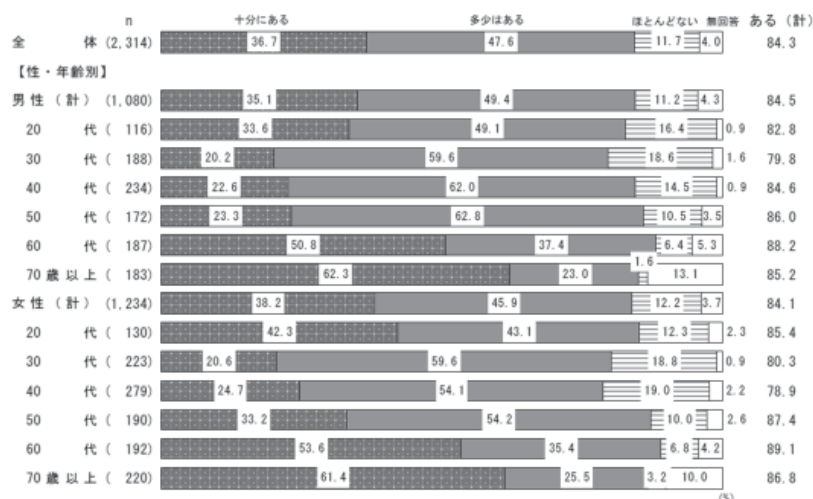 n 十分にある 多少はある ほとんどない 無回答 ある（計）
全 体 (2,314) 36.7 47.6 11.7 4.0 84.3
【性・年齢別】
男性（計） (1,080) 35.1 49.4 11.2 4.3 84.5
20 代 ( 116) 33.6 49.1 16.4 0.9 82.8
30 代 ( 188) 20.2 59.6 18.6 1.6 79.8
40 代 ( 234) 22.6 62.0 14.5 0.9 84.6
50 代 ( 172) 23.3 62.8 10.5 3.5 86.0
60 代 ( 187) 50.8 37.4 6.4 5.3 88.2
70歳以上 ( 183) 62.3 23.0 1.6 13.1 85.2
女性（計） (1,234) 38.2 45.9 12.2 3.7 84.1
20 代 ( 130) 42.3 43.1 12.3 2.3 85.4
30 代 ( 223) 20.6 59.6 18.8 0.9 80.3
40 代 ( 279) 24.7 54.1 19.0 2.2 78.9
50 代 ( 190) 33.2 54.2 10.0 2.6 87.4
60 代 ( 192) 53.6 35.4 6.8 4.2 89.1
70歳以上 ( 220) 61.4 25.5 3.2 10.0 86.8
(%)